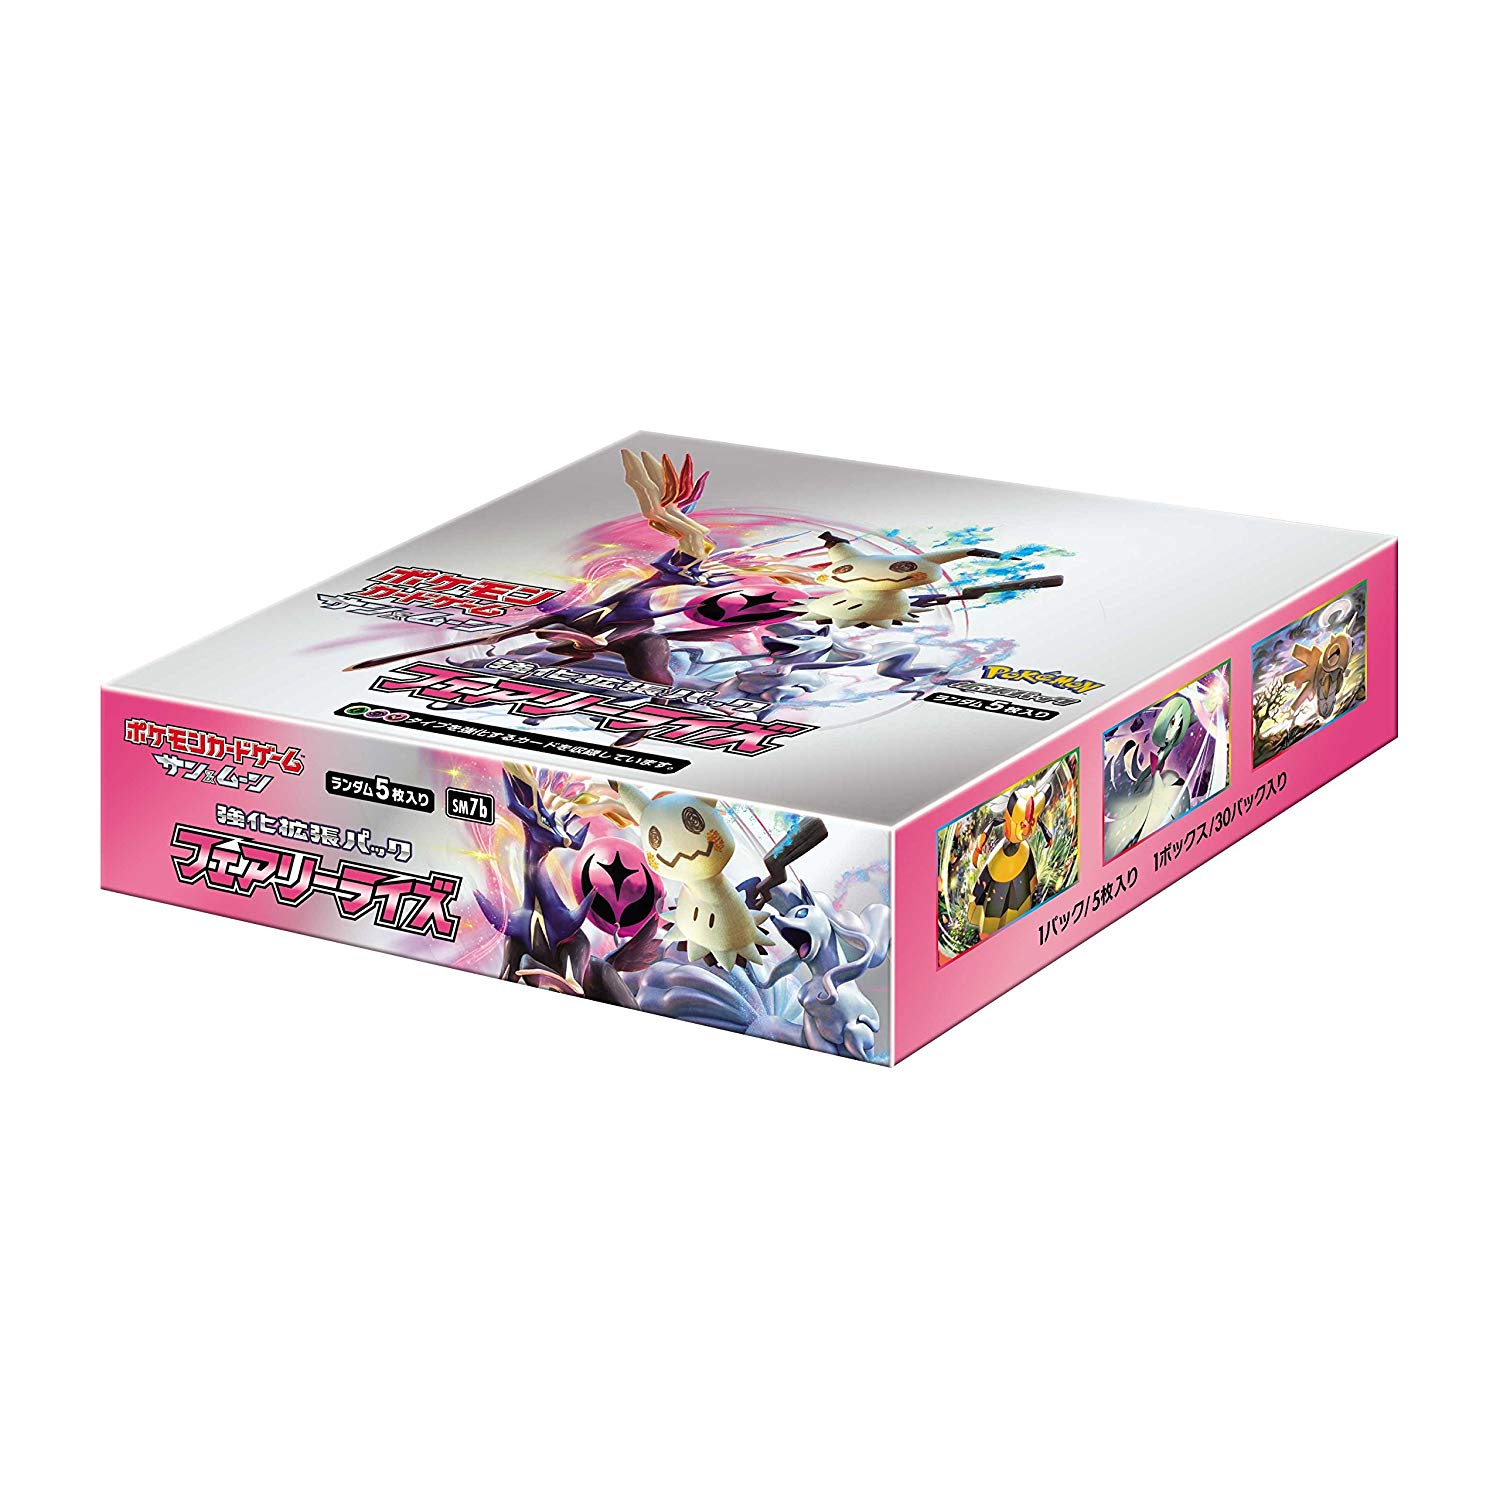 ポケモン
カードゲーム
サン&ムーン
強化拡張パック
フェアリーライズ
タイプを強化するカードを収録しています。
Pokémon
ランダム5枚入り
ポケモンカードゲーム
サン&ムーン
ランダム5枚入り
SM7b
強化拡張パック
フェアリーライズ
1パック/5枚入り 1ボックス/30パック入り